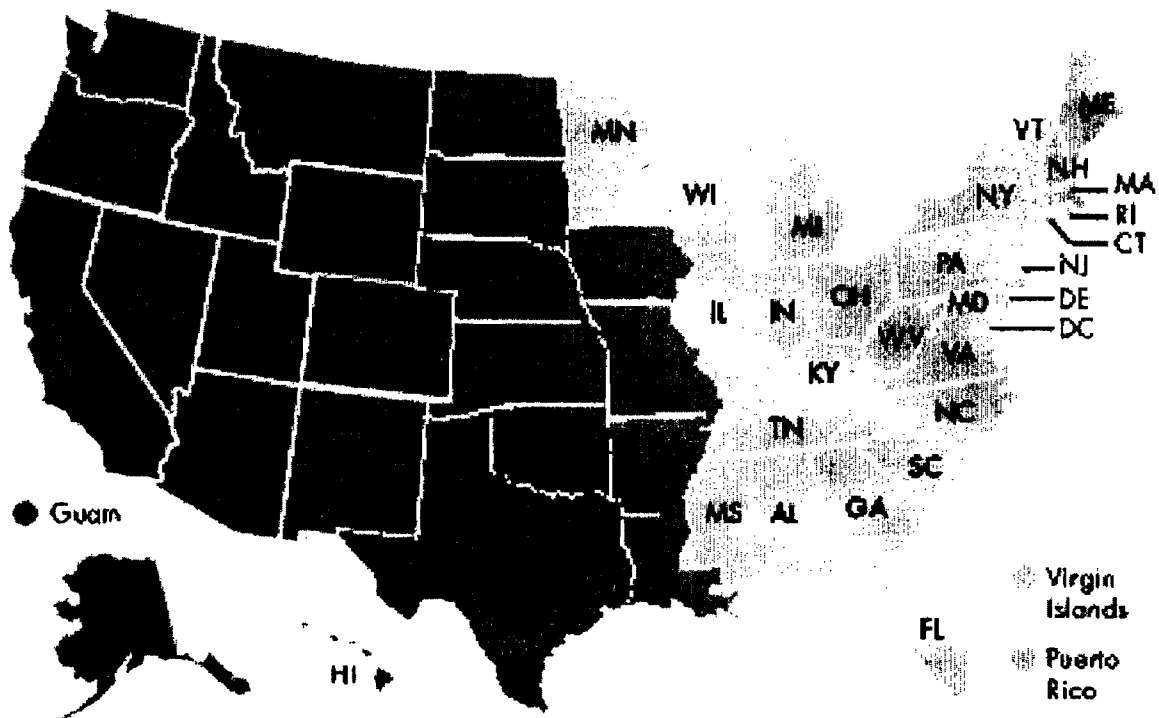 ME
MN
VT
NH
WI
NY
MA
MI
RI
CT
PA
NJ
OH
MD
DE
IL
IN
WV
DC
VA
KY
NC
TN
SC
MS
AL
GA
Guam
Virgin
Islands
FL
Puerto
Rico
HI